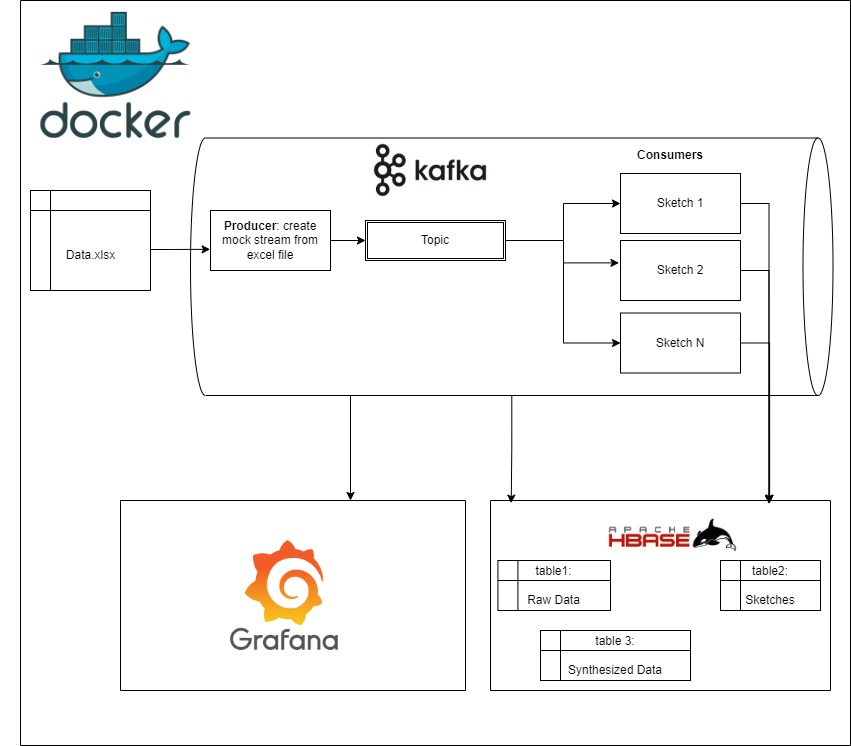 docker
kafka
Consumers
Data.xlsx
Producer: create
mock stream from
excel file
Topic
Sketch 1
Sketch 2
Sketch N
Grafana
APACHE
HBASE
table1:
Raw Data
table2:
Sketches
table 3:
Synthesized Data